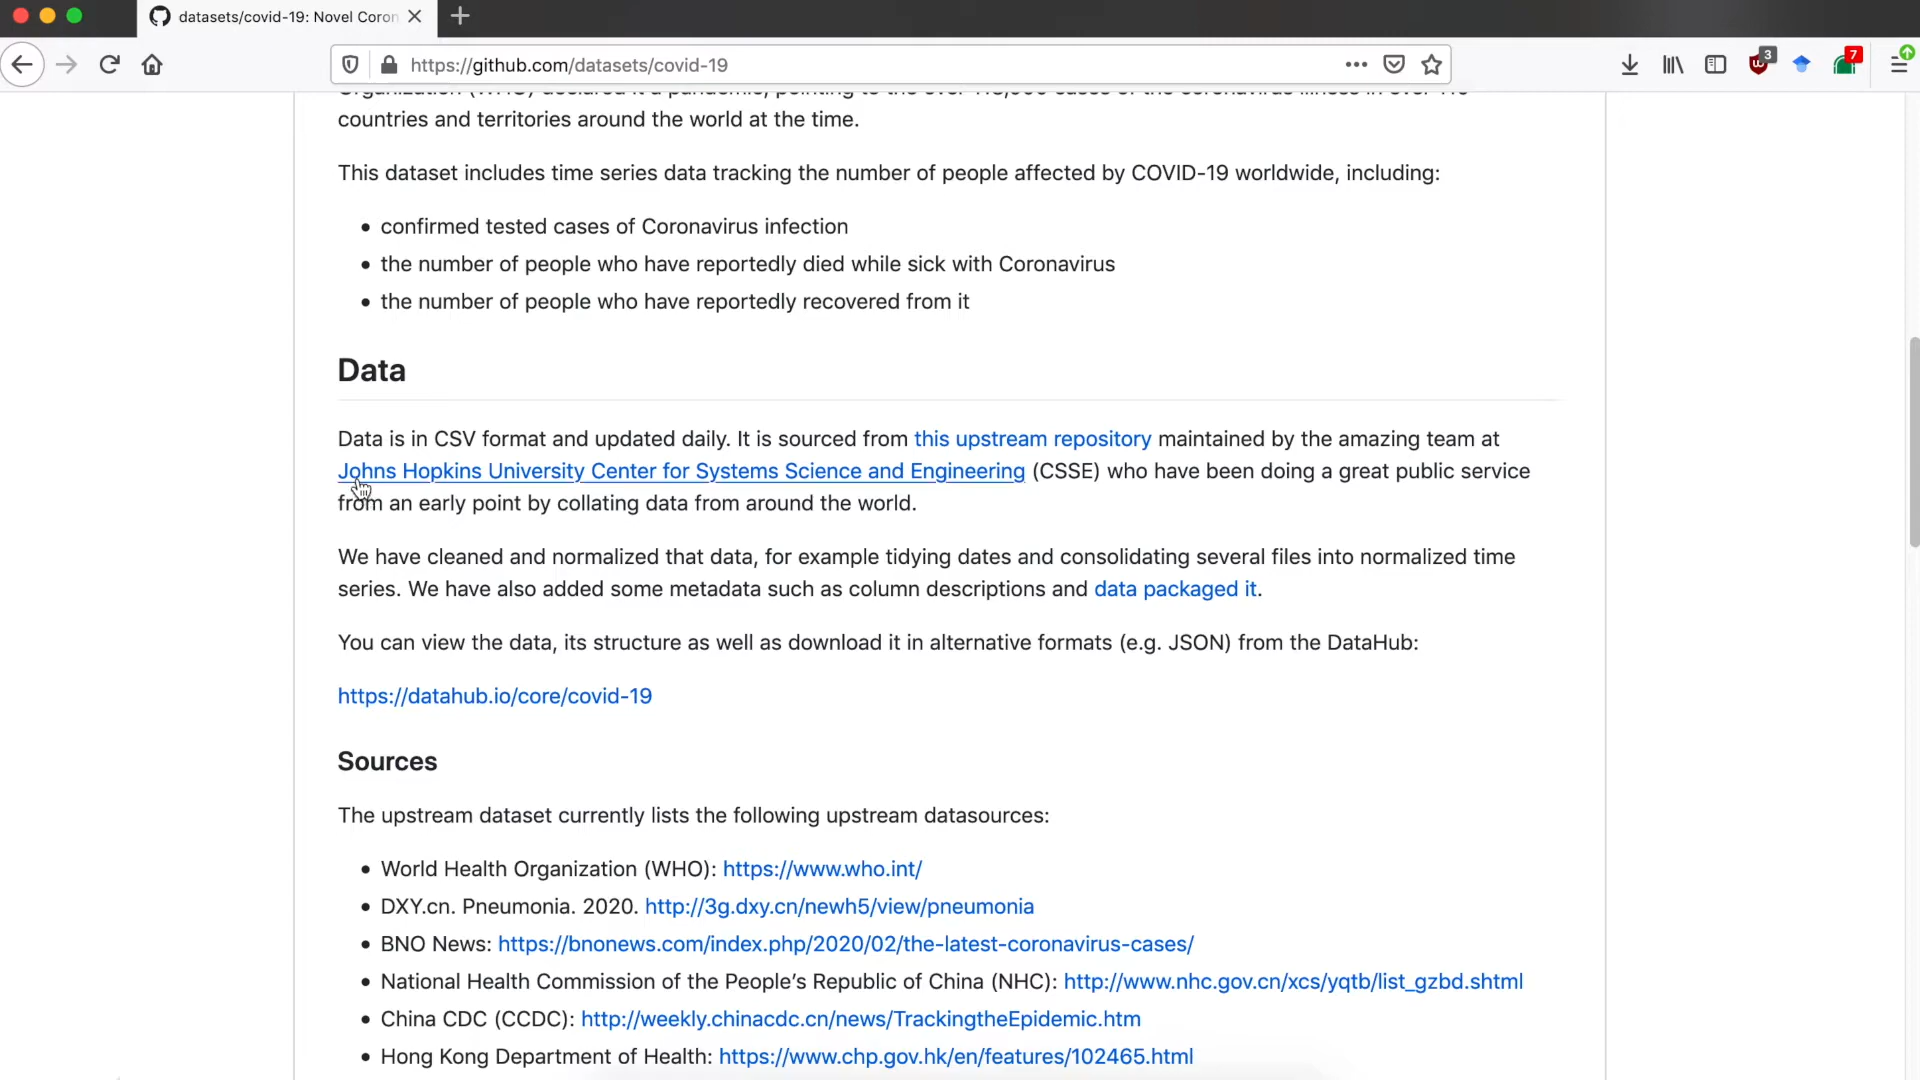 datasets/covid-19: Novel Coron
https://github.com/datasets/covid-19
3
7
countries and territories around the world at the time.
This dataset includes time series data tracking the number of people affected by COVID-19 worldwide, including:
• confirmed tested cases of Coronavirus infection
• the number of people who have reportedly died while sick with Coronavirus
• the number of people who have reportedly recovered from it
Data
Data is in CSV format and updated daily. It is sourced from this upstream repository maintained by the amazing team at
Johns Hopkins University Center for Systems Science and Engineering (CSSE) who have been doing a great public service
from an early point by collating data from around the world.
We have cleaned and normalized that data, for example tidying dates and consolidating several files into normalized time
series. We have also added some metadata such as column descriptions and data packaged it.
You can view the data, its structure as well as download it in alternative formats (e.g. JSON) from the DataHub:
https://datahub.io/core/covid-19
Sources
The upstream dataset currently lists the following upstream datasources:
• World Health Organization (WHO): https://www.who.int/
• DXY.cn. Pneumonia. 2020. http://3g.dxy.cn/newh5/view/pneumonia
• BNO News: https://bnonews.com/index.php/2020/02/the-latest-coronavirus-cases/
• National Health Commission of the People’s Republic of China (NHC): http://www.nhc.gov.cn/xcs/yqtb/list_gzbd.shtml
• China CDC (CCDC): http://weekly.chinacdc.cn/news/TrackingtheEpidemic.htm
• Hong Kong Department of Health: https://www.chp.gov.hk/en/features/102465.html